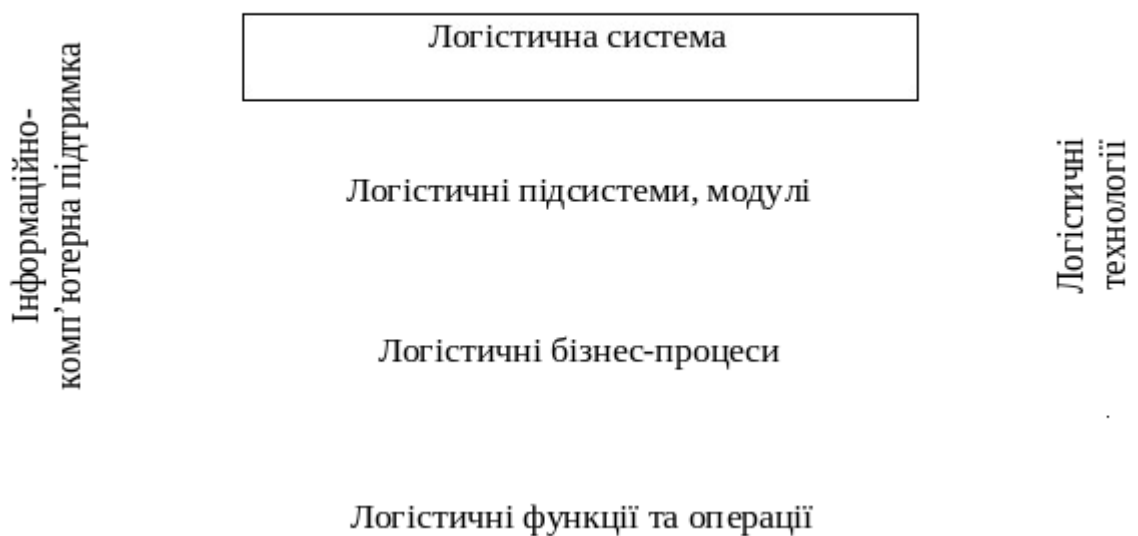 Логістична система
Інформаційно-
комп’ютерна підтримка
Логістичні підсистеми, модулі
Логістичні
технології
Логістичні бізнес-процеси
.
Логістичні функції та операції